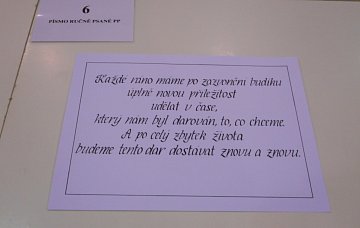 6
PÍSMO RUČNĚ PSANÉ PP
Každé ráno máme po zazvonění budíku
úplně novou příležitost
udělat v čase,
který nám byl darován, to, co chceme.
A po celý zbytek života
budeme tento dar dostávat znovu a znovu.